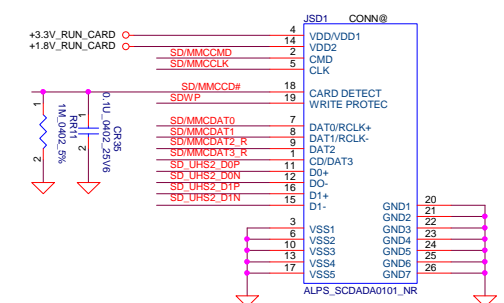 JSD1 CONN@
+3.3V_RUN_CARD 4 VDD/VDD1
+1.8V_RUN_CARD 14 VDD2
SD/MMCCMD 2 CMD
SD/MMCCLK 5 CLK
SD/MMCCD# 18 CARD DETECT
SDWP 19 WRITE PROTEC
SD/MMCDAT0 7 DAT0/RCLK+
SD/MMCDAT1 8 DAT1/RCLK-
SD/MMCDAT2_R 9 DAT2
SD/MMCDAT3_R 1 CD/DAT3
SD_UHS2_D0P 11 D0+
SD_UHS2_D0N 12 DO-
SD_UHS2_D1P 16 D1+
SD_UHS2_D1N 15 D1-
1 2
RR11
1M_0402_5%
1 2
CR35
0.1U_0402_25V6
3 VSS1
6 VSS2
10 VSS3
13 VSS4
17 VSS5
GND1 20
GND2 21
GND3 22
GND4 23
GND5 24
GND6 25
GND7 26
ALPS_SCDADA0101_NR